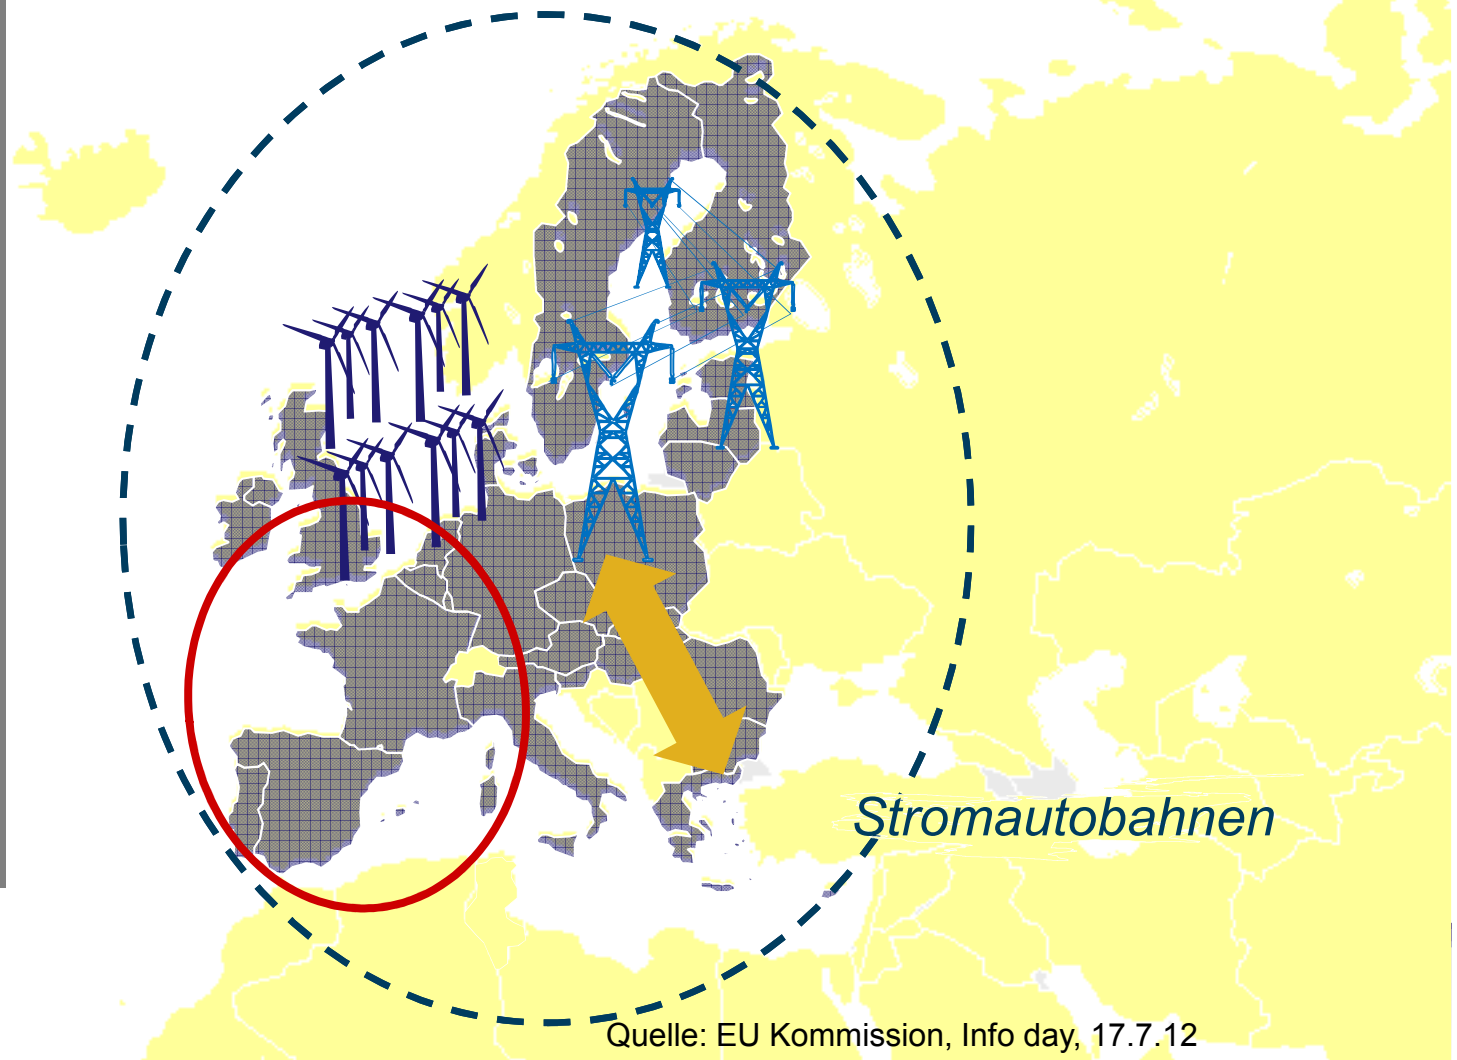 Stromautobahnen
Quelle: EU Kommission, Info day, 17.7.12